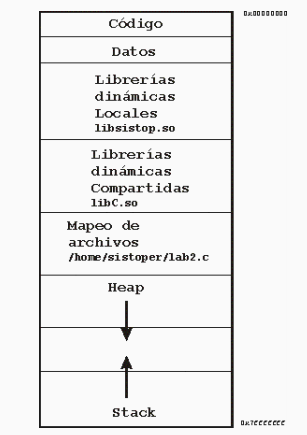 Código
0x00000000
Datos
Librerías
dinámicas
Locales
libsistop.so
Librerías
dinámicas
Compartidas
libC.so
Mapeo de
archivos
/home/sistoper/lab2.c
Heap
Stack